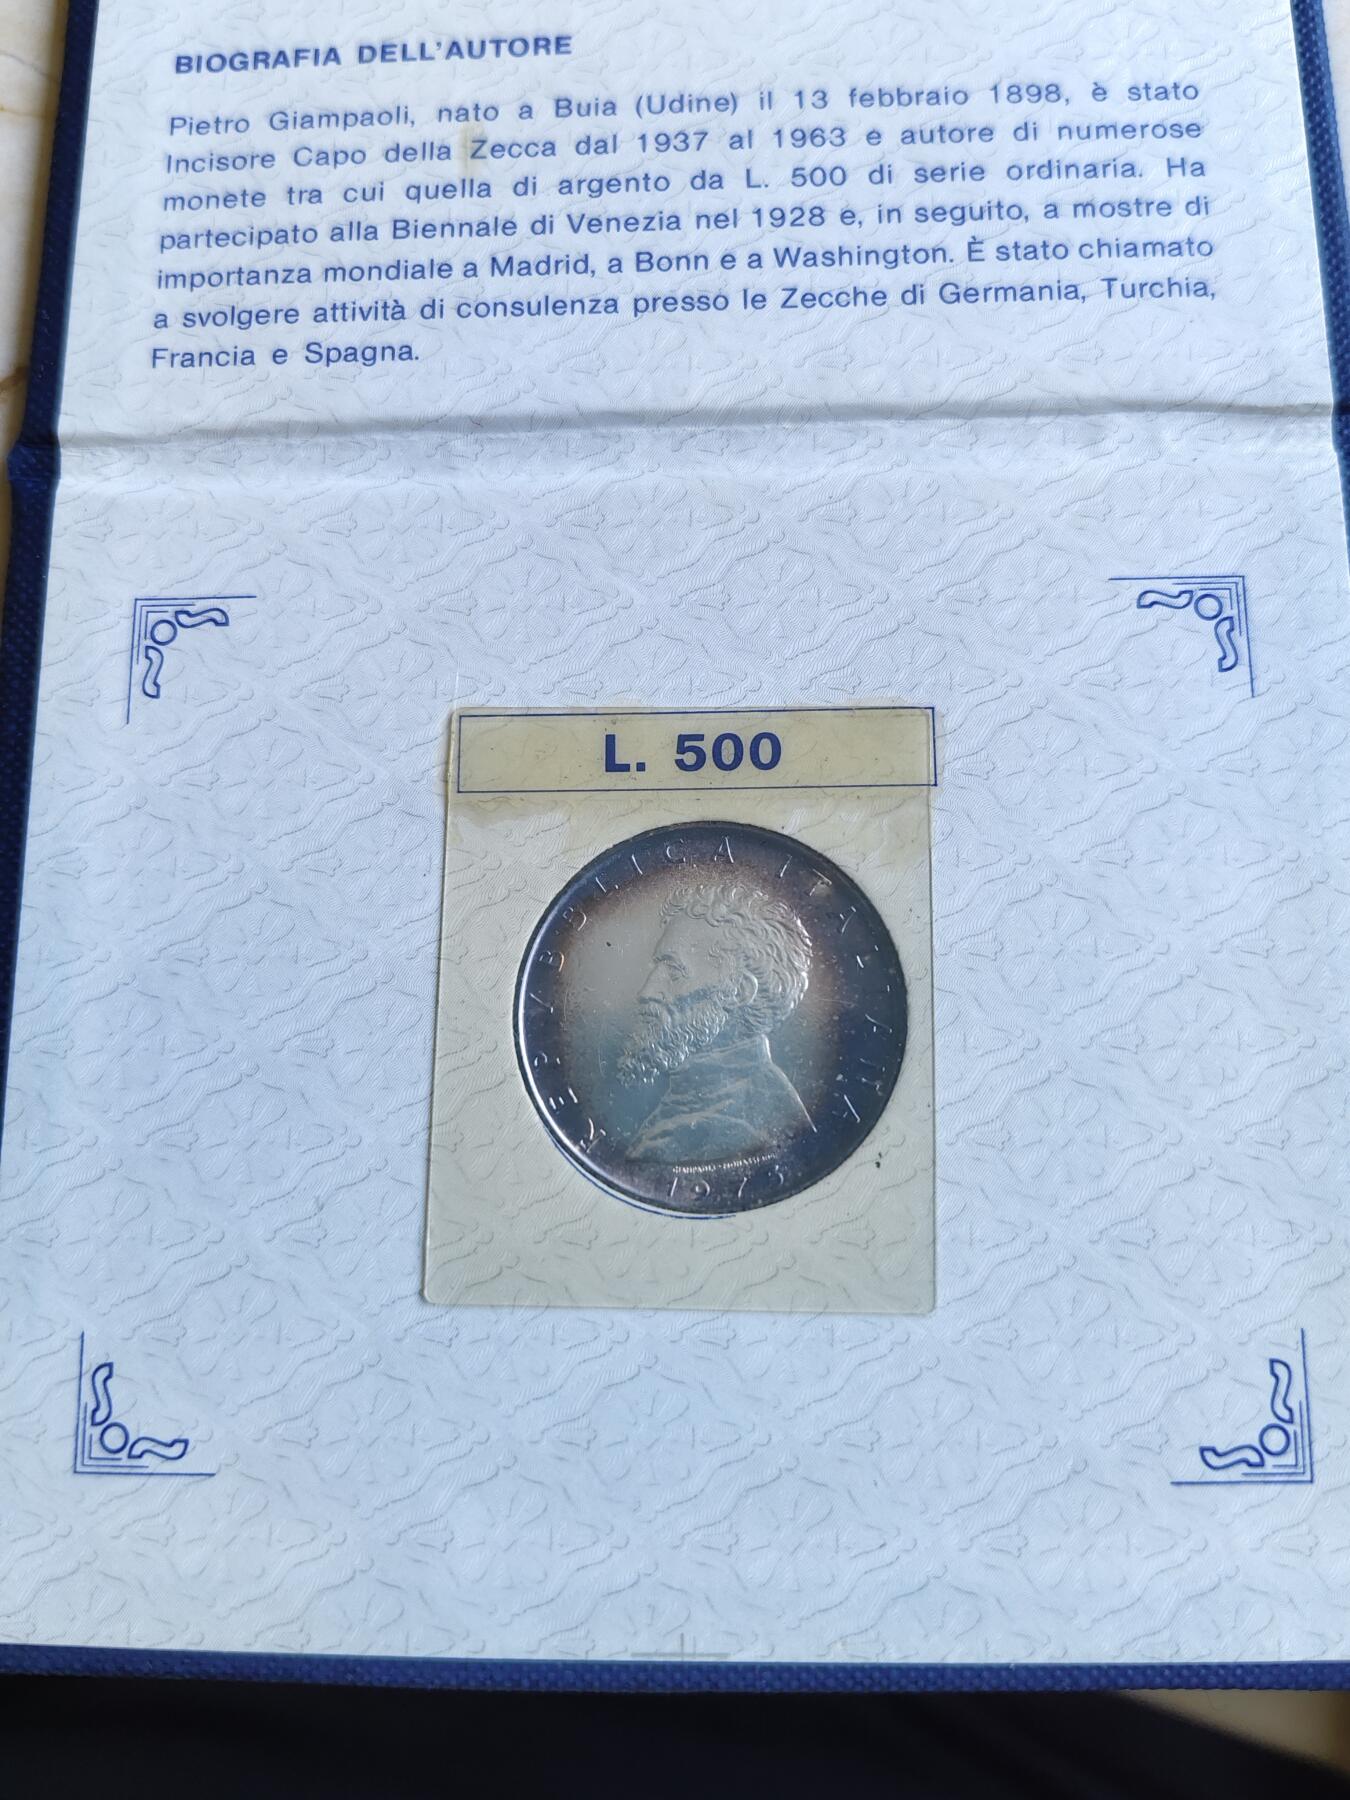 BIOGRAFIA DELL'AUTORE
Pietro Giampaoli, nato a Buia (Udine) il 13 febbraio 1898, è stato
Incisore Capo della Zecca dal 1937 al 1963 e autore di numerose
monete tra cui quella di argento da L. 500 di serie ordinaria. Ha
partecipato alla Biennale di Venezia nel 1928 e, in seguito, a mostre di
importanza mondiale a Madrid, a Bonn e a Washington. È stato chiamato
a svolgere attività di consulenza presso le Zecche di Germania, Turchia,
Francia e Spagna.
L. 500
REPVBBLICA ITALIANA
1975